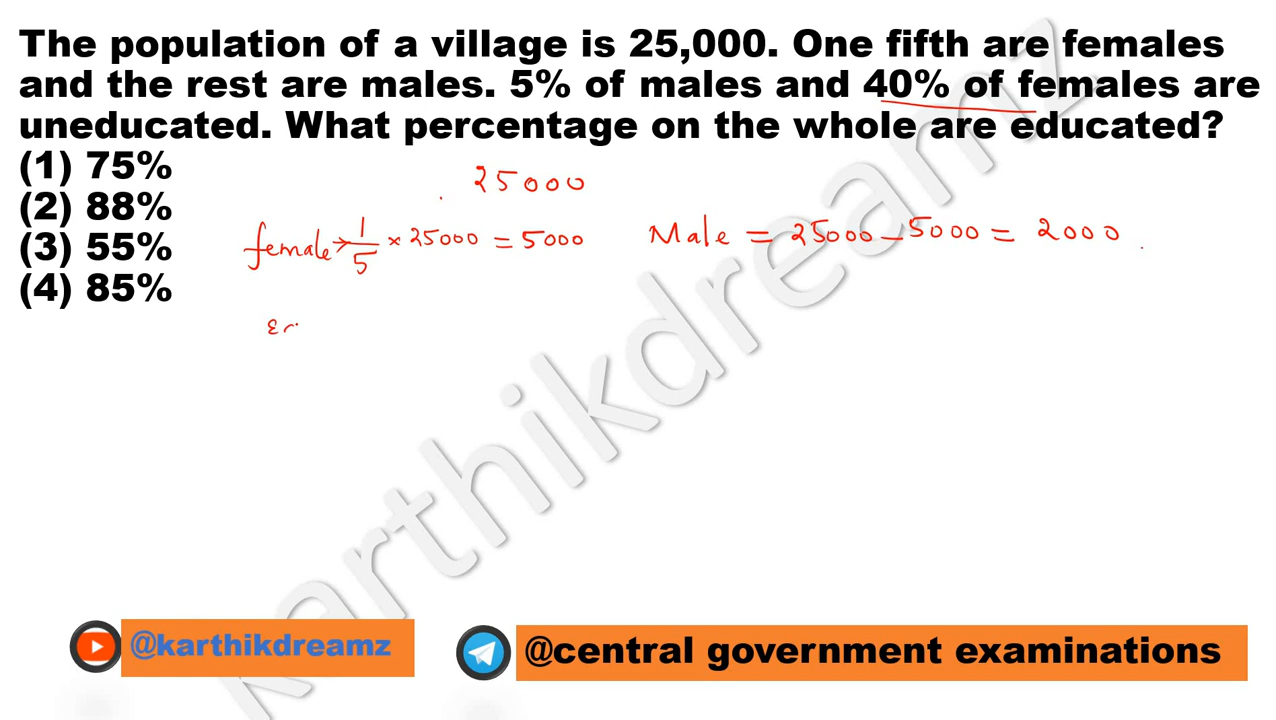 The population of a village is 25,000. One fifth are females
and the rest are males. 5% of males and 40% of females are
uneducated. What percentage on the whole are educated?
(1) 75%
(2) 88%
(3) 55%
(4) 85%
25000
female → 1/5 × 25000 = 5000
Male = 25000 - 5000 = 2000
karthikdreamz
@karthikdreamz
@central government examinations